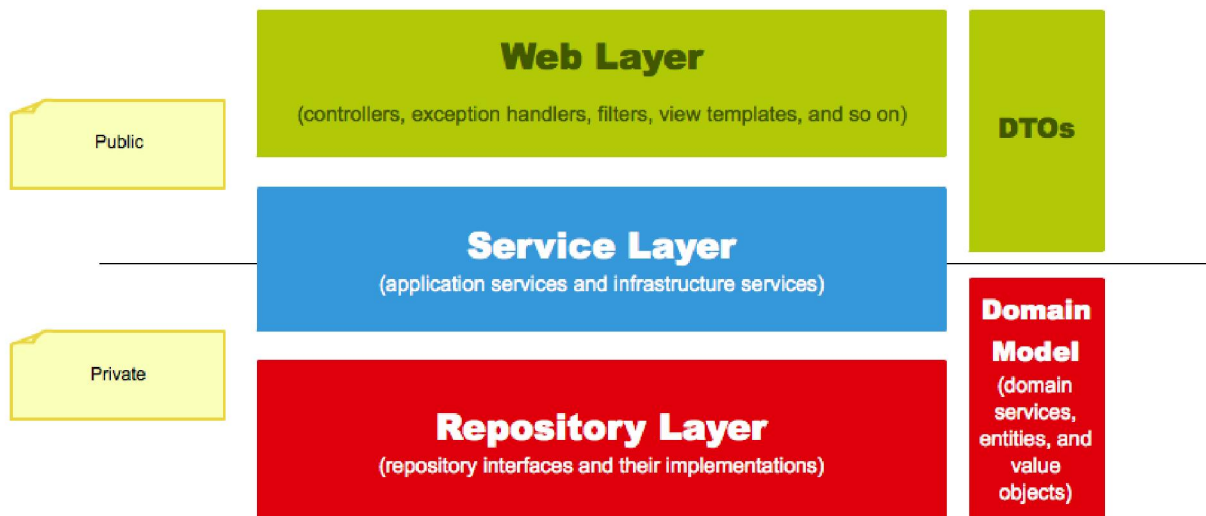 Web Layer
(controllers, exception handlers, filters, view templates, and so on)
DTOs
Public
Service Layer
(application services and infrastructure services)
Private
Repository Layer
(repository interfaces and their implementations)
Domain
Model
(domain
services,
entities, and
value
objects)